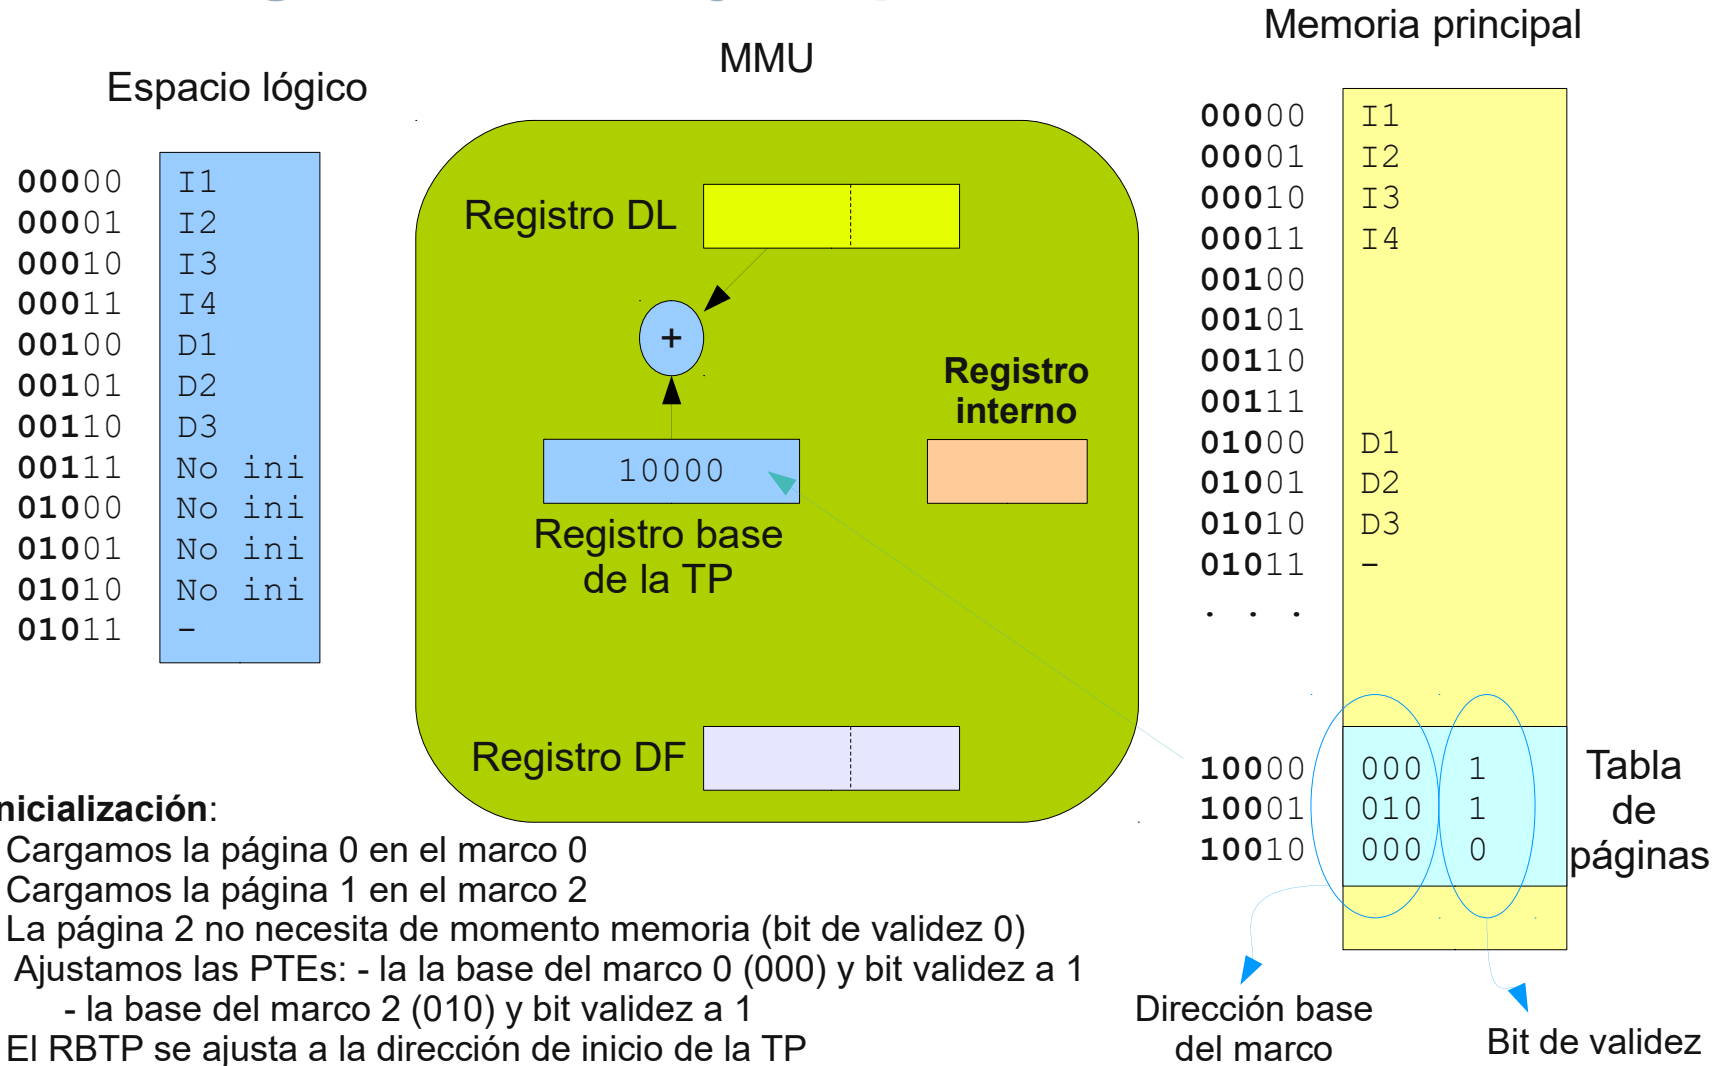 Memoria principal
MMU
Espacio lógico
00000 I1
00001 I2
00010 I3
00011 I4
00100 D1
00101 D2
00110 D3
00111 No ini
01000 No ini
01001 No ini
01010 No ini
01011 -
Registro DL
+
Registro
interno
10000
Registro base
de la TP
Registro DF
00000 I1
00001 I2
00010 I3
00011 I4
00100
00101
00110
00111
01000 D1
01001 D2
01010 D3
01011 -
. . .
10000 000 1
10001 010 1
10010 000 0
Tabla
de
páginas
Dirección base
del marco
Bit de validez
nicialización:
Cargamos la página 0 en el marco 0
Cargamos la página 1 en el marco 2
La página 2 no necesita de momento memoria (bit de validez 0)
Ajustamos las PTEs: - la la base del marco 0 (000) y bit validez a 1
- la base del marco 2 (010) y bit validez a 1
El RBTP se ajusta a la dirección de inicio de la TP